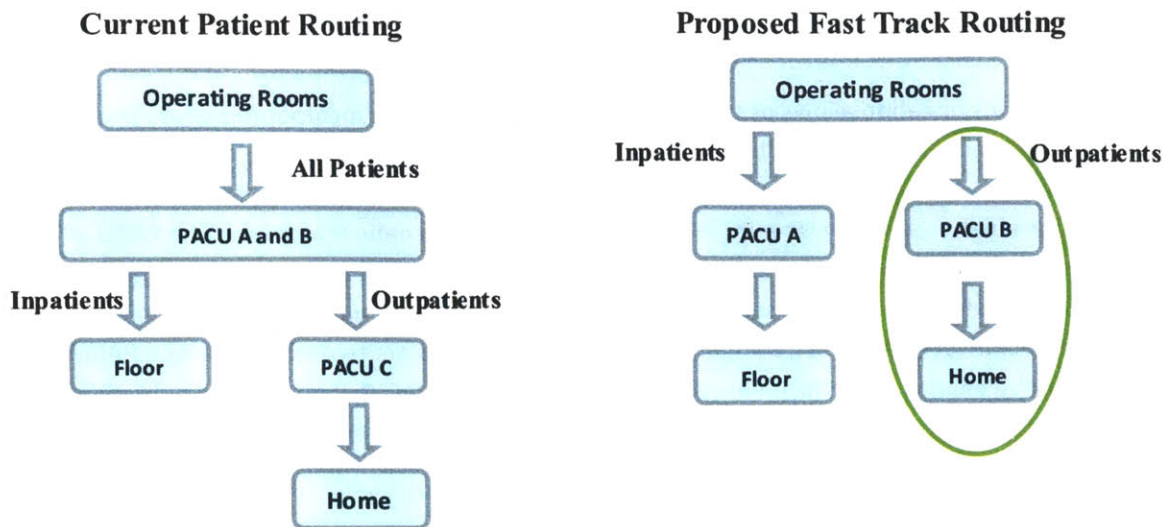 Current Patient Routing
Operating Rooms
All Patients
PACU A and B
Inpatients
Outpatients
Floor
PACU C
Home
Proposed Fast Track Routing
Operating Rooms
Inpatients
Outpatients
PACU A
PACU B
Floor
Home